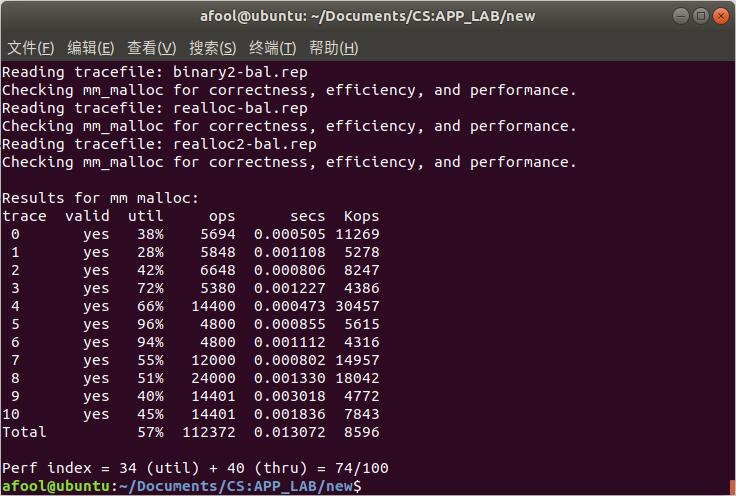 afool@ubuntu: ~/Documents/CS:APP_LAB/new
文件(F) 编辑(E) 查看(V) 搜索(S) 终端(T) 帮助(H)
Reading tracefile: binary2-bal.rep
Checking mm_malloc for correctness, efficiency, and performance.
Reading tracefile: realloc-bal.rep
Checking mm_malloc for correctness, efficiency, and performance.
Reading tracefile: realloc2-bal.rep
Checking mm_malloc for correctness, efficiency, and performance.
Results for mm malloc:
trace  valid  util     ops      secs  Kops
 0       yes   38%    5694  0.000505 11269
 1       yes   28%    5848  0.001108  5278
 2       yes   42%    6648  0.000806  8247
 3       yes   72%    5380  0.001227  4386
 4       yes   66%   14400  0.000473 30457
 5       yes   96%    4800  0.000855  5615
 6       yes   94%    4800  0.001112  4316
 7       yes   55%   12000  0.000802 14957
 8       yes   51%   24000  0.001330 18042
 9       yes   40%   14401  0.003018  4772
10       yes   45%   14401  0.001836  7843
Total          57%  112372  0.013072  8596
Perf index = 34 (util) + 40 (thru) = 74/100
afool@ubuntu:~/Documents/CS:APP_LAB/new$